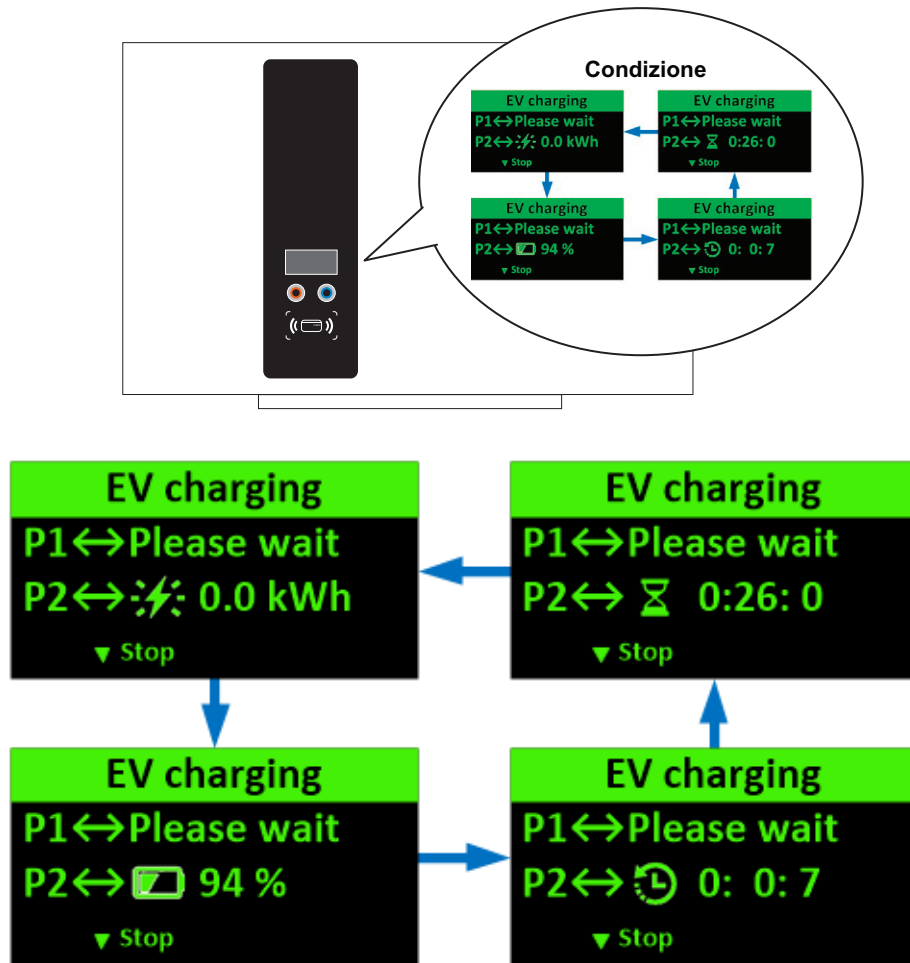 Condizione
EV charging
P1↔Please wait
P2↔ 0.0 kWh
▼ Stop
EV charging
P1↔Please wait
P2↔ 0:26: 0
▼ Stop
EV charging
P1↔Please wait
P2↔ 94 %
▼ Stop
EV charging
P1↔Please wait
P2↔ 0: 0: 7
▼ Stop
EV charging
P1↔Please wait
P2↔ 0.0 kWh
▼ Stop
EV charging
P1↔Please wait
P2↔ 0:26: 0
▼ Stop
EV charging
P1↔Please wait
P2↔ 94 %
▼ Stop
EV charging
P1↔Please wait
P2↔ 0: 0: 7
▼ Stop